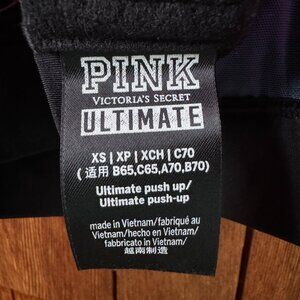 PINK
VICTORIA'S SECRET
ULTIMATE
XS | XP | XCH | C70
(适用 B65,C65,A70,B70)
Ultimate push up/
Ultimate push-up
made in Vietnam/fabriqué au
Vietnam/hecho en Vietnam/
fabbricato in Vietnam/
越南制造